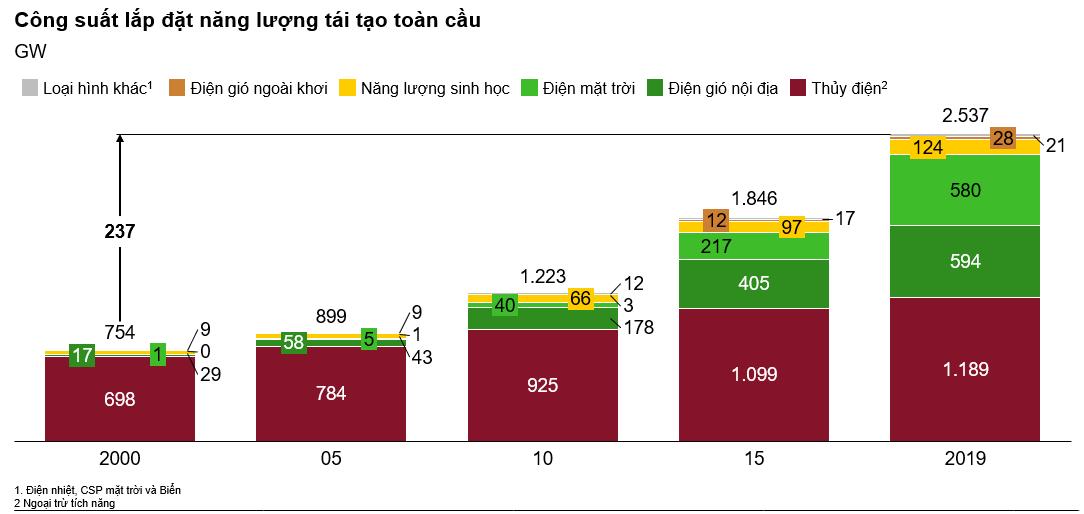 Công suất lắp đặt năng lượng tái tạo toàn cầu
GW
Loại hình khác1 Điện gió ngoài khơi Năng lượng sinh học Điện mặt trời Điện gió nội địa Thủy điện2
2.537
124 28 21
580
594
1.189
1.846
12 97 17
217
405
1.099
1.223
40 66 12
3
178
925
899
58 5 9
1
43
784
237
754
17 1 9
0
29
698
2000 05 10 15 2019
1. Điện nhiệt, CSP mặt trời và Biển
2 Ngoại trừ tích năng